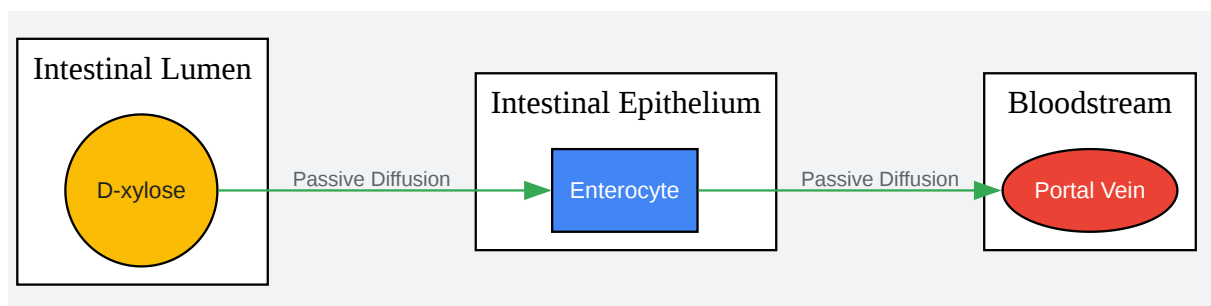 Intestinal Lumen
D-xylose
Passive Diffusion
Intestinal Epithelium
Enterocyte
Passive Diffusion
Bloodstream
Portal Vein